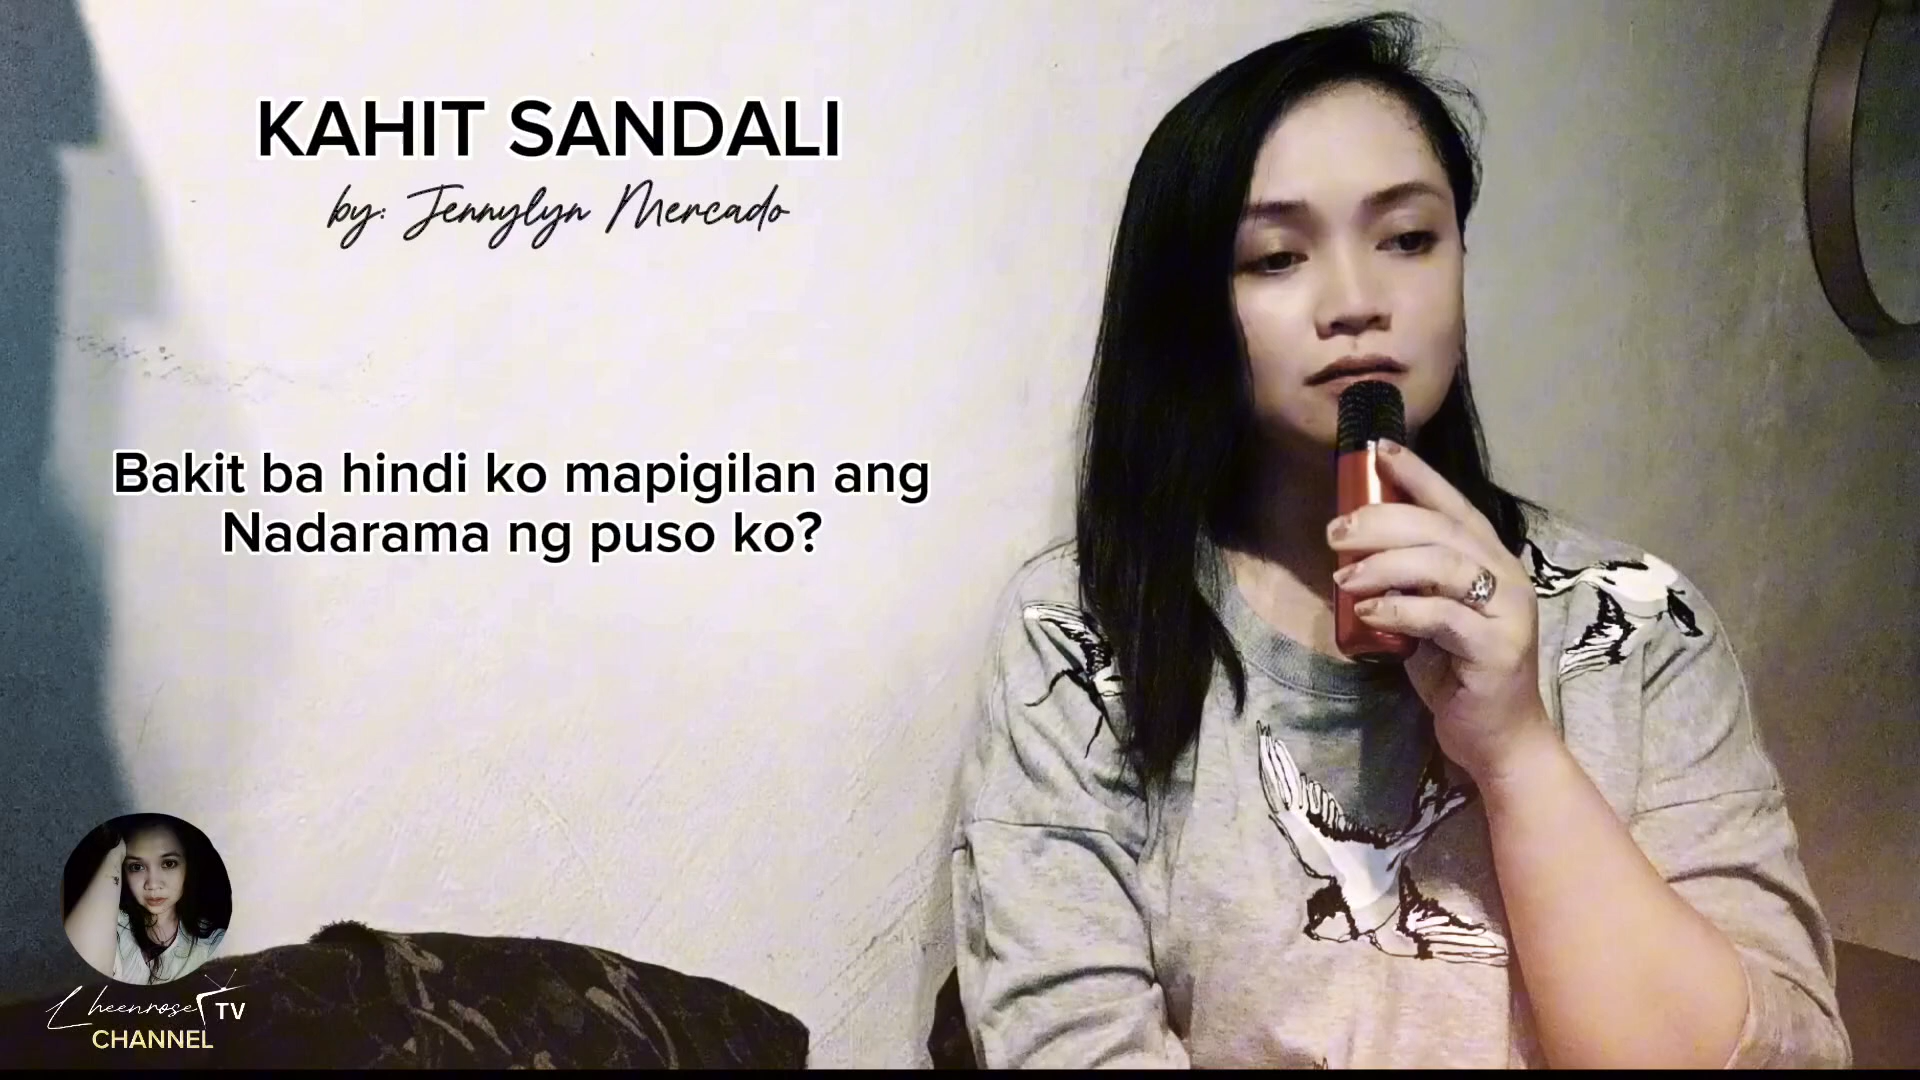 KAHIT SANDALI
by: Jennylyn Mercado
Bakit ba hindi ko mapigilan ang
Nadarama ng puso ko?
Lheenrose TV
CHANNEL